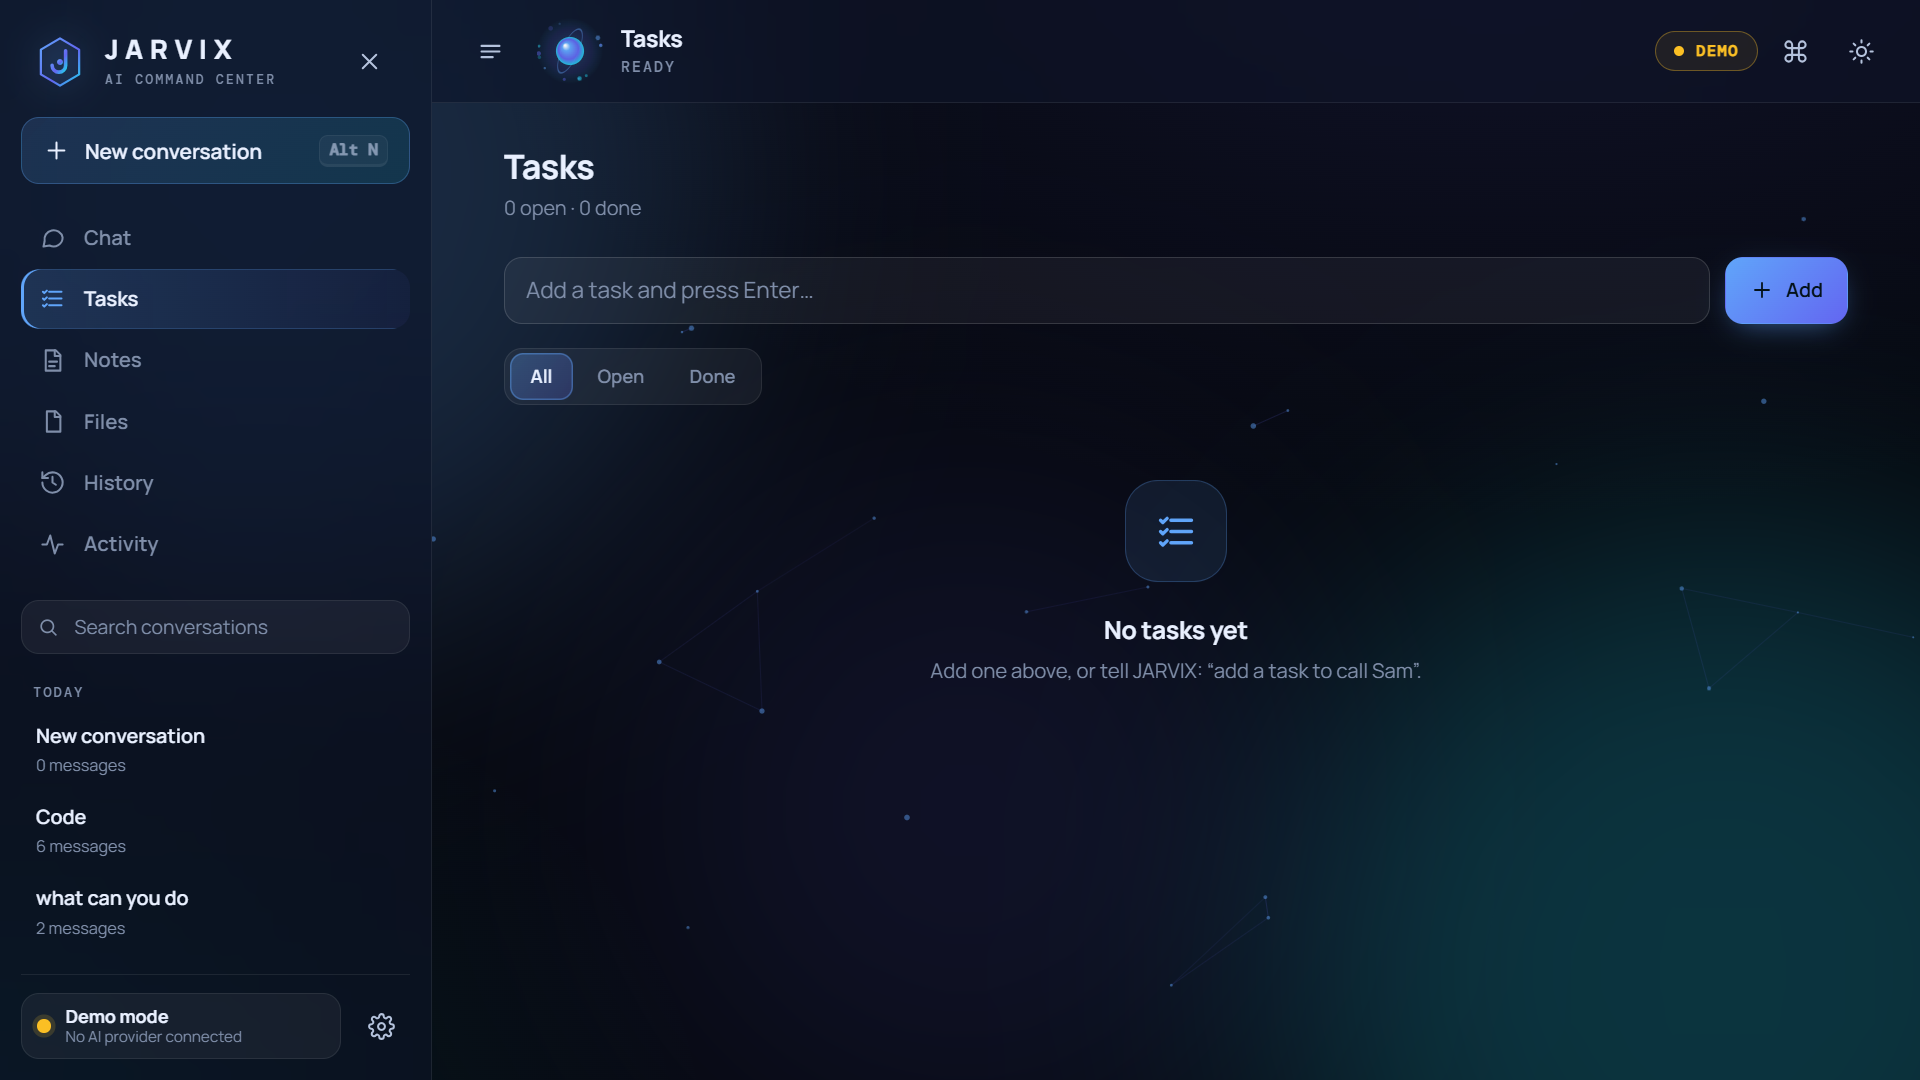 JARVIX
AI COMMAND CENTER
New conversation
Alt N
Chat
Tasks
Notes
Files
History
Activity
Search conversations
TODAY
New conversation
0 messages
Code
6 messages
what can you do
2 messages
Demo mode
No AI provider connected
Tasks
READY
DEMO
Tasks
0 open · 0 done
Add a task and press Enter…
Add
All
Open
Done
No tasks yet
Add one above, or tell JARVIX: “add a task to call Sam”.